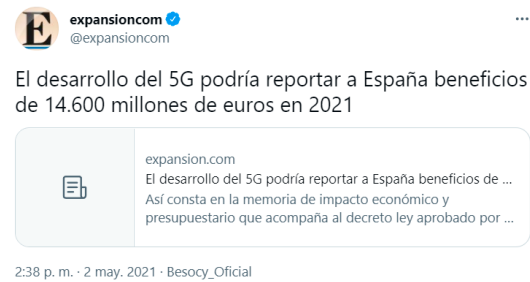 expansioncom
@expansioncom
El desarrollo del 5G podría reportar a España beneficios
de 14.600 millones de euros en 2021
expansion.com
El desarrollo del 5G podría reportar a España beneficios de ...
Así consta en la memoria de impacto económico y
presupuestario que acompaña al decreto ley aprobado por ...
2:38 p. m. · 2 may. 2021 · Besocy_Oficial